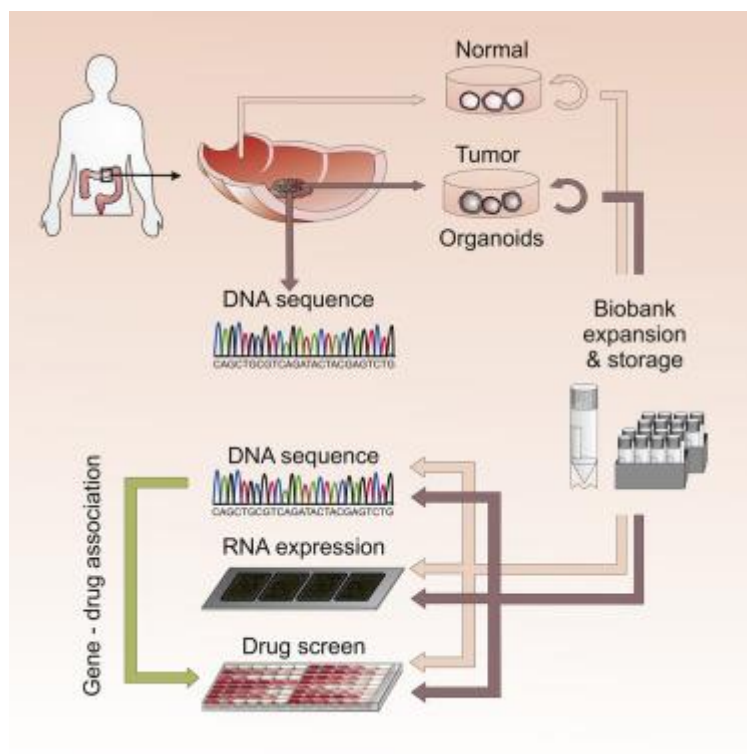 Normal
Tumor
Organoids
DNA sequence
CAGCTGCGTCAGATACTACGAGTCTG
Biobank
expansion
& storage
DNA sequence
CAGCTGCGTCAGATACTACGAGTCTG
RNA expression
Drug screen
Gene - drug association